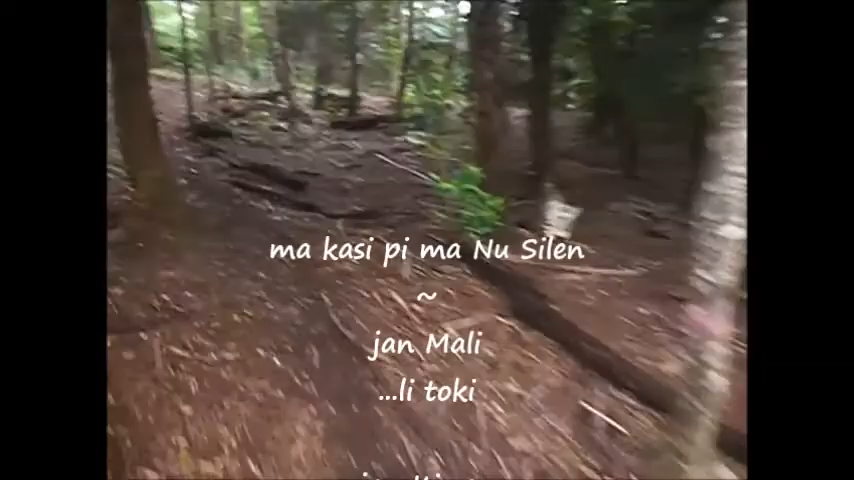 ma kasi pi ma Nu Silen
~
jan Mali
...li toki